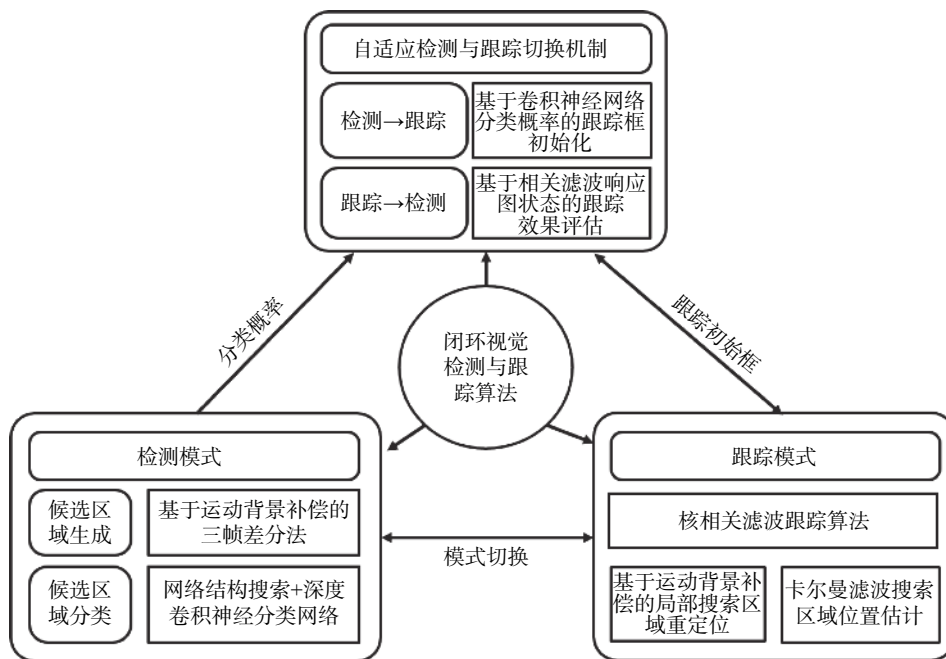 自适应检测与跟踪切换机制
检测→跟踪
基于卷积神经网络
分类概率的跟踪框
初始化
跟踪→检测
基于相关滤波响应
图状态的跟踪
效果评估
分类概率
跟踪初始框
闭环视觉
检测与跟
踪算法
检测模式
候选区
域生成
基于运动背景补偿的
三帧差分法
候选区
域分类
网络结构搜索+深度
卷积神经分类网络
模式切换
跟踪模式
核相关滤波跟踪算法
基于运动背景补
偿的局部搜索区
域重定位
卡尔曼滤波搜索
区域位置估计